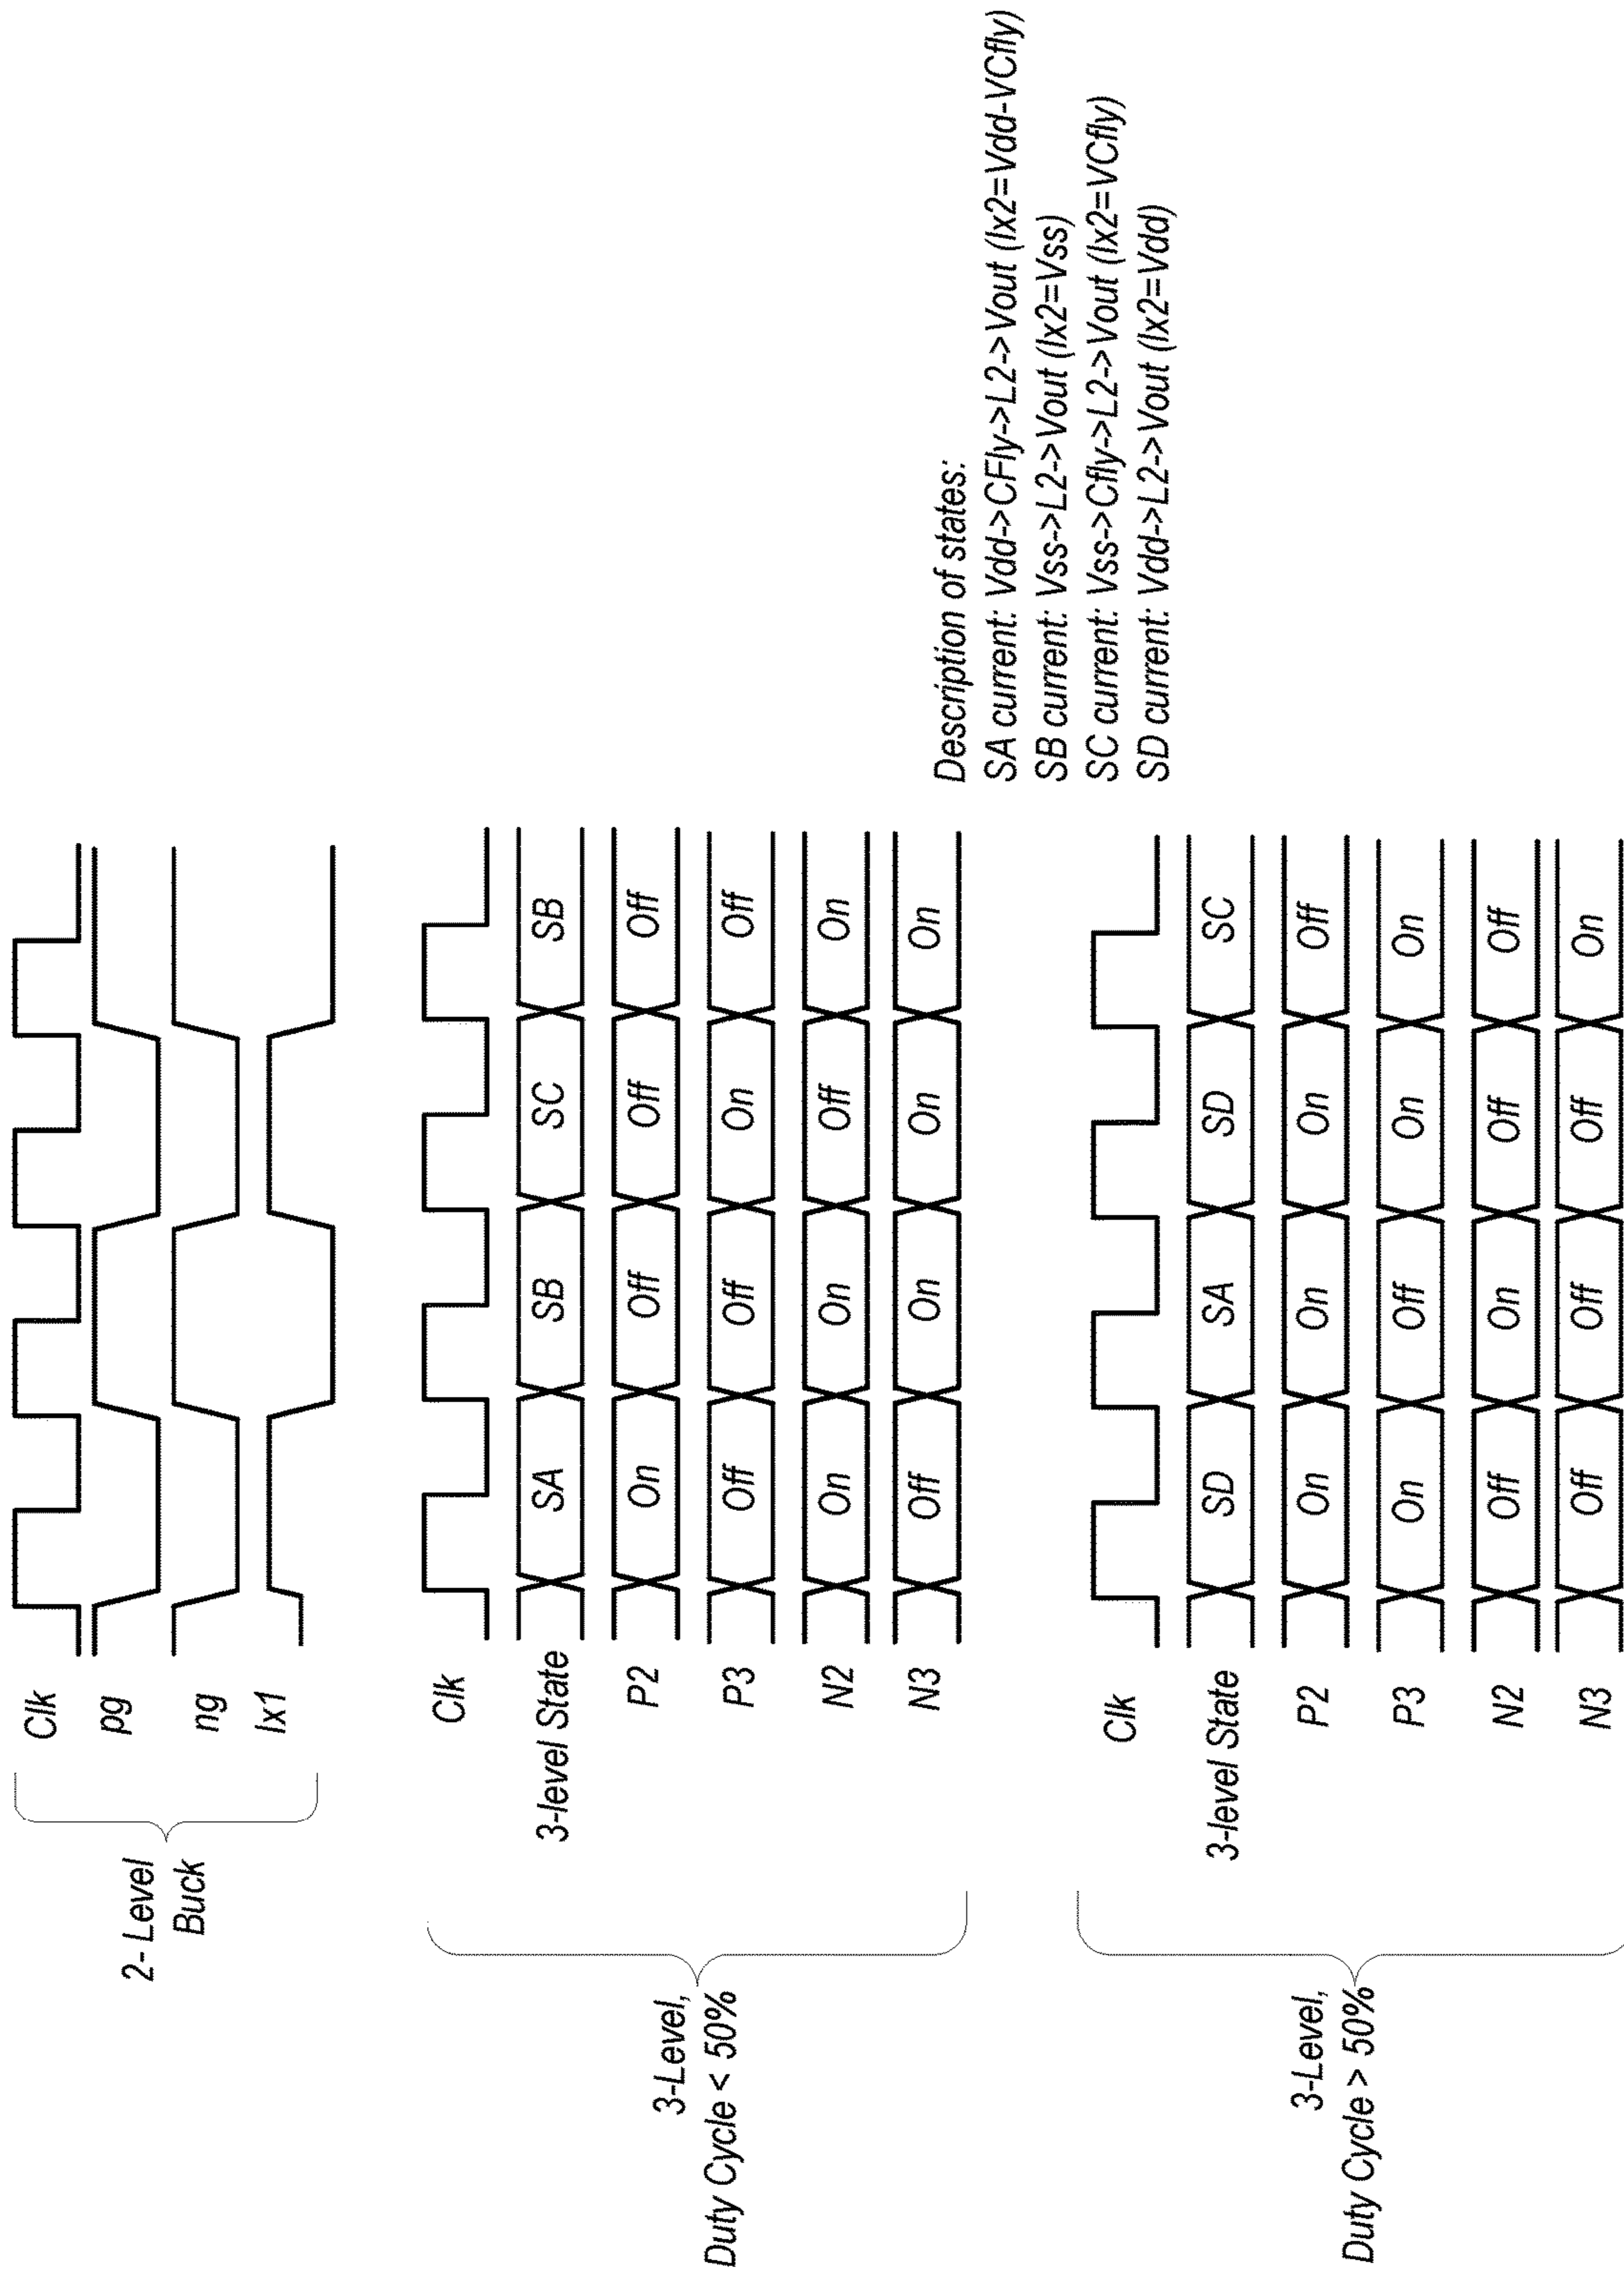 2- Level
Buck
Clk
pg
ng
lx1
3-Level,
Duty Cycle < 50%
Clk
3-level State SA SB SC SB
P2 On Off Off Off
P3 Off Off On Off
N2 On On Off On
N3 Off On On On
Description of states:
SA current: Vdd->CFly->L2->Vout (lx2=Vdd-VCfly)
SB current: Vss->L2->Vout (lx2=Vss)
SC current: Vss->Cfly->L2->Vout (lx2=VCfly)
SD current: Vdd->L2->Vout (lx2=Vdd)
3-Level,
Duty Cycle > 50%
Clk
3-level State SD SA SD SC
P2 On On On Off
P3 On Off On On
N2 Off On Off Off
N3 Off Off Off On